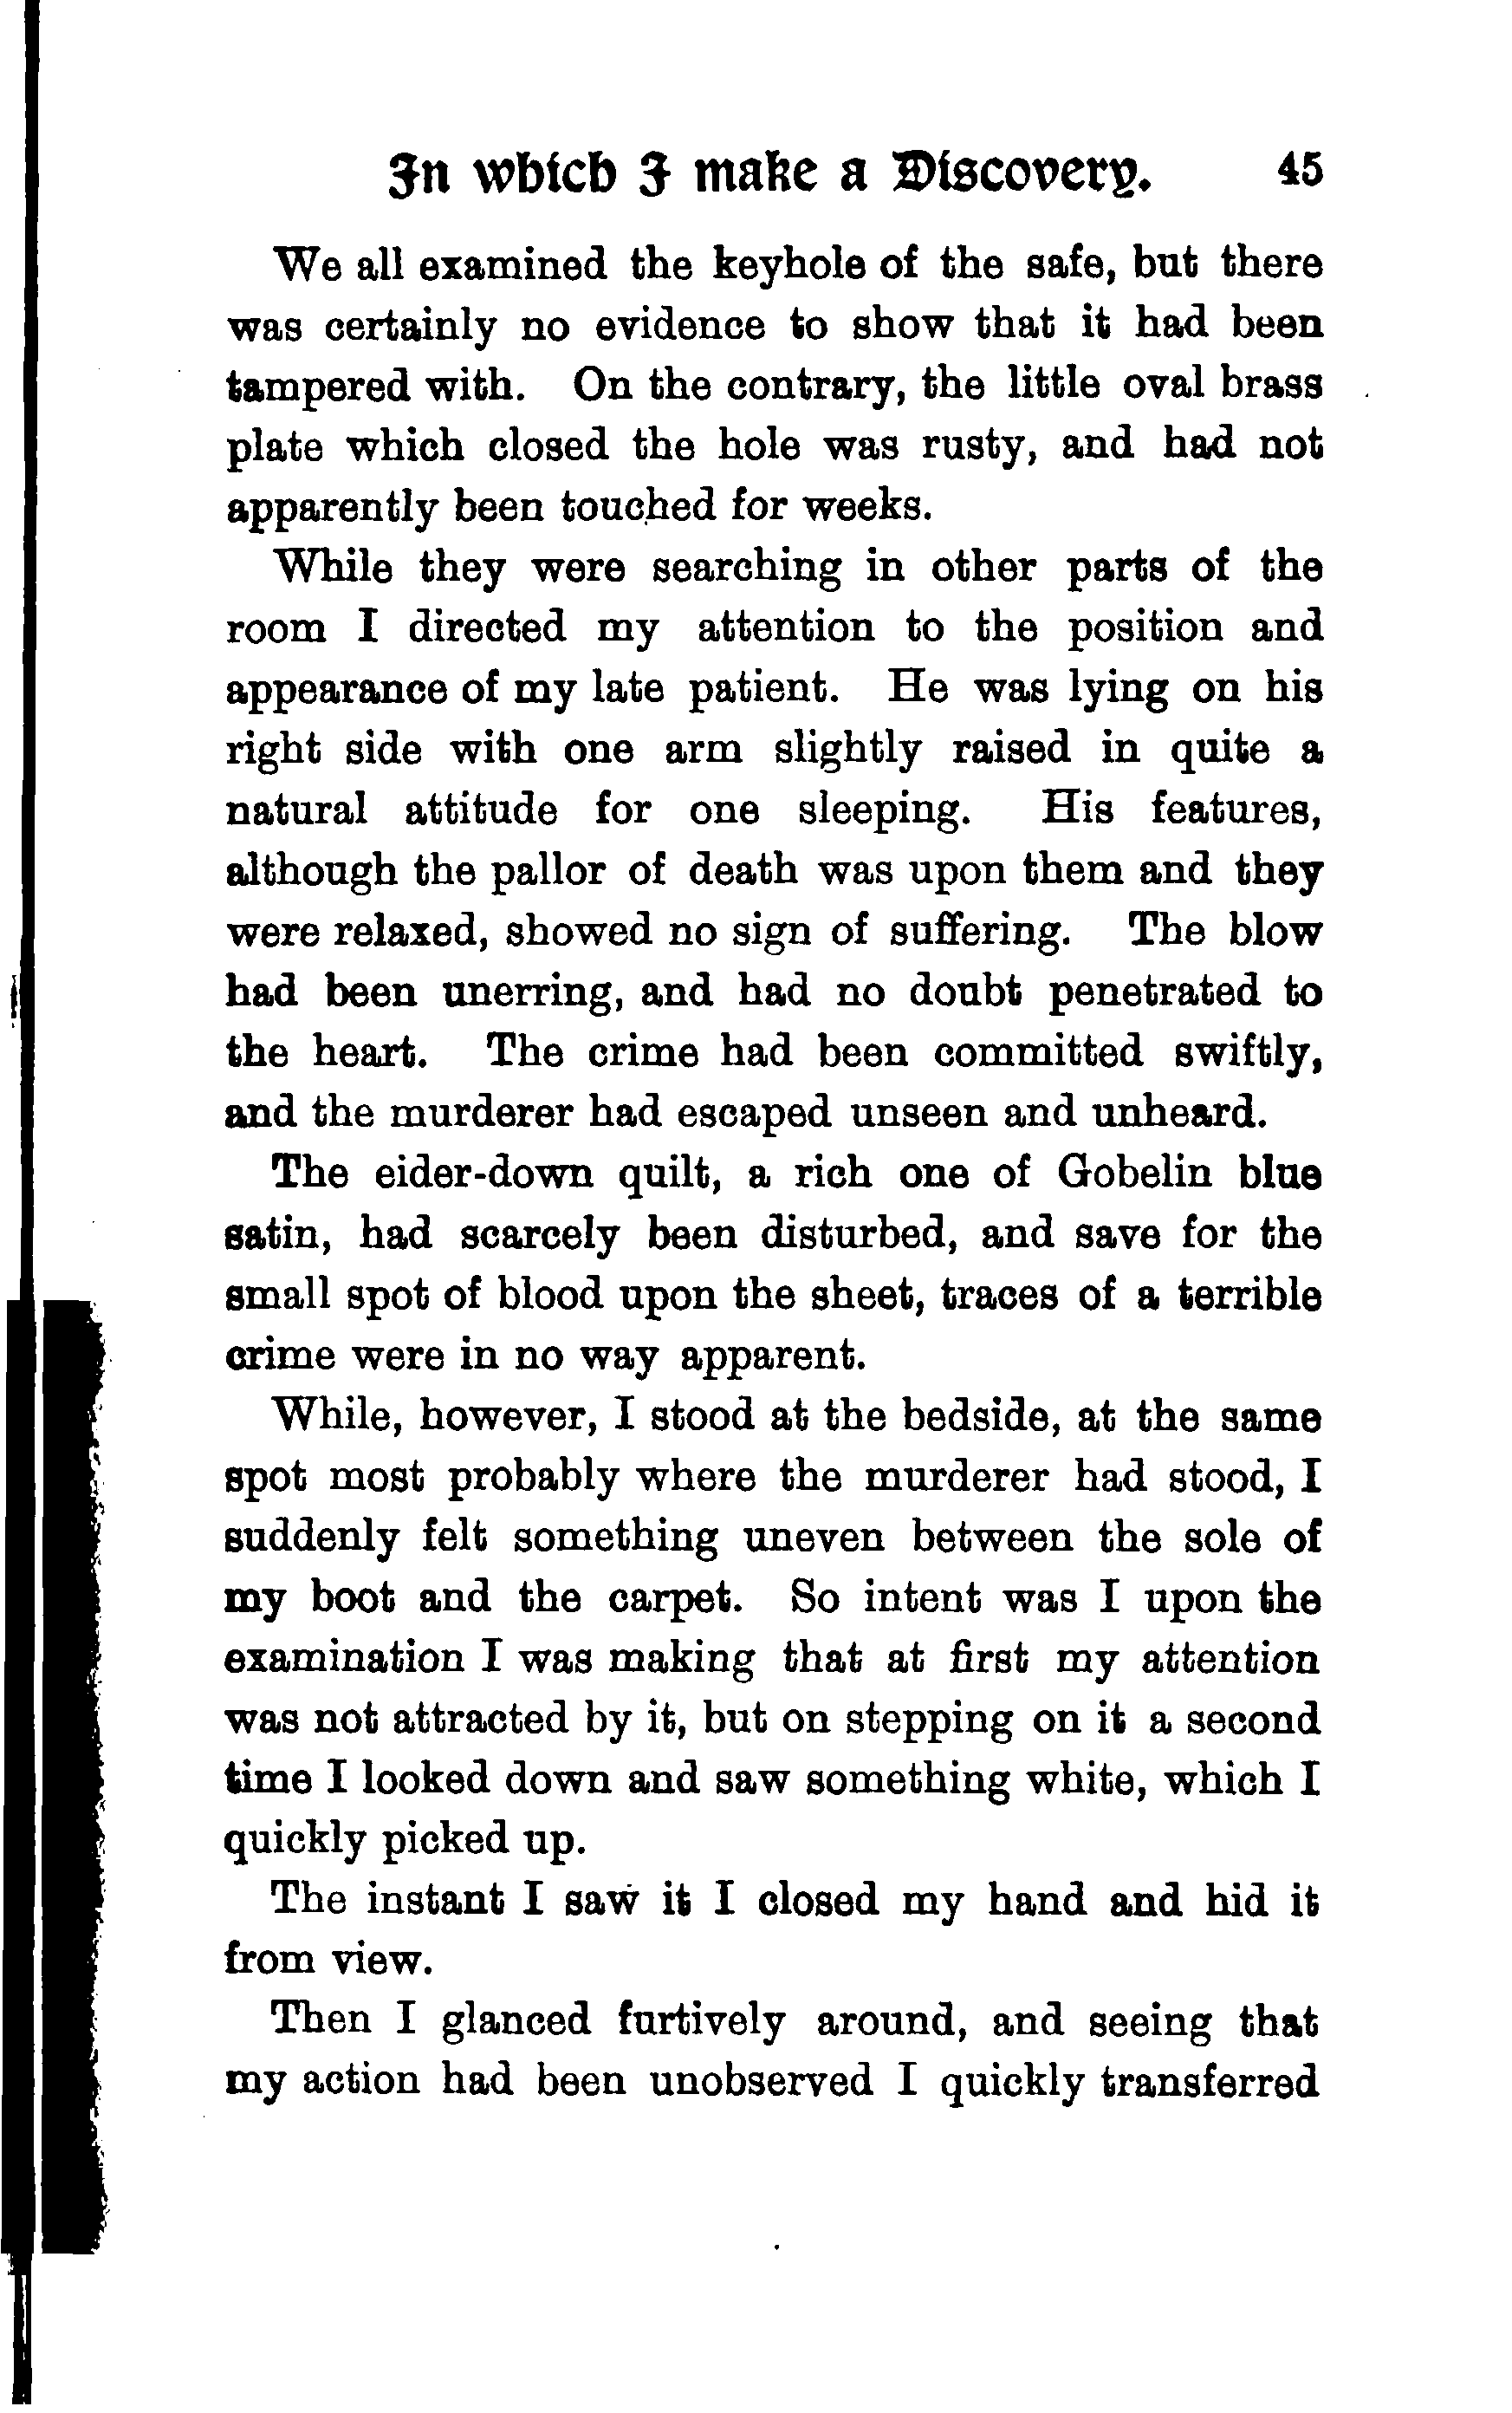 In which I make a Discovery. 45
We all examined the keyhole of the safe, but there
was certainly no evidence to show that it had been
tampered with. On the contrary, the little oval brass
plate which closed the hole was rusty, and had not
apparently been touched for weeks.
While they were searching in other parts of the
room I directed my attention to the position and
appearance of my late patient. He was lying on his
right side with one arm slightly raised in quite a
natural attitude for one sleeping. His features,
although the pallor of death was upon them and they
were relaxed, showed no sign of suffering. The blow
had been unerring, and had no doubt penetrated to
the heart. The crime had been committed swiftly,
and the murderer had escaped unseen and unheard.
The eider-down quilt, a rich one of Gobelin blue
satin, had scarcely been disturbed, and save for the
small spot of blood upon the sheet, traces of a terrible
crime were in no way apparent.
While, however, I stood at the bedside, at the same
spot most probably where the murderer had stood, I
suddenly felt something uneven between the sole of
my boot and the carpet. So intent was I upon the
examination I was making that at first my attention
was not attracted by it, but on stepping on it a second
time I looked down and saw something white, which I
quickly picked up.
The instant I saw it I closed my hand and hid it
from view.
Then I glanced furtively around, and seeing that
my action had been unobserved I quickly transferred